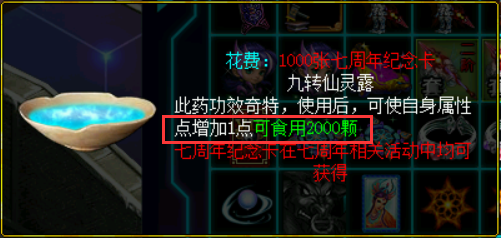 花费：1000张七周年纪念卡
九转仙灵露
此药功效奇特，使用后，可使自身属性
点增加1点可食用2000颗
七周年纪念卡在七周年相关活动中均可
获得